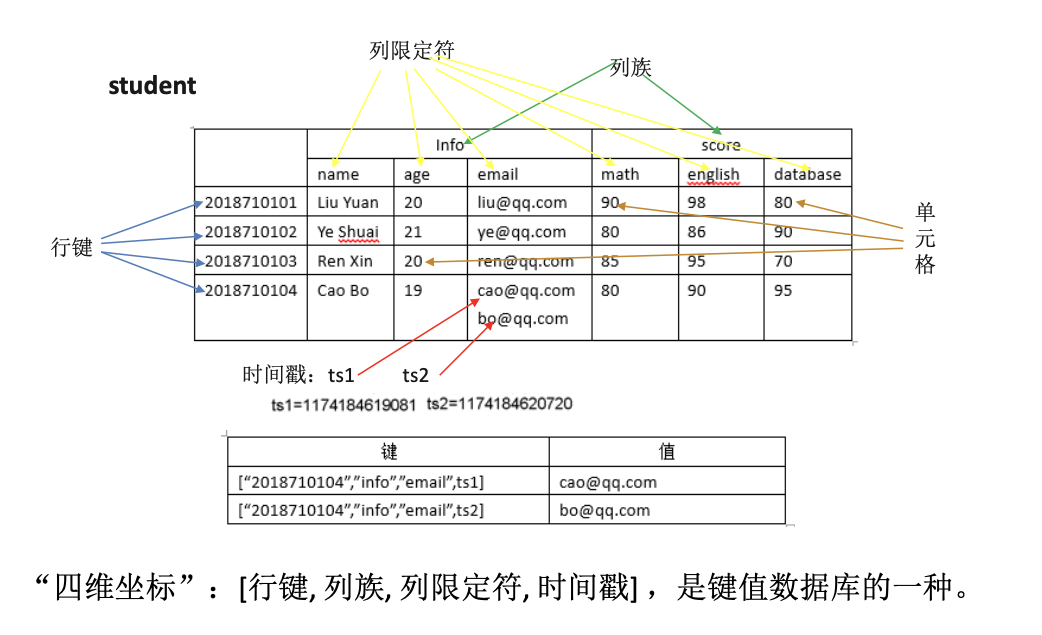 列限定符
列族
student
Info score
name age email math english database
2018710101 Liu Yuan 20 liu@qq.com 90 98 80
2018710102 Ye Shuai 21 ye@qq.com 80 86 90
2018710103 Ren Xin 20 ren@qq.com 85 95 70
2018710104 Cao Bo 19 cao@qq.com 80 90 95
bo@qq.com
行键
单元格
时间戳：ts1 ts2
ts1=1174184619081 ts2=1174184620720
键 值
[“2018710104”,”info”,”email”,ts1] cao@qq.com
[“2018710104”,”info”,”email”,ts2] bo@qq.com
“四维坐标”：[行键, 列族, 列限定符, 时间戳] ，是键值数据库的一种。